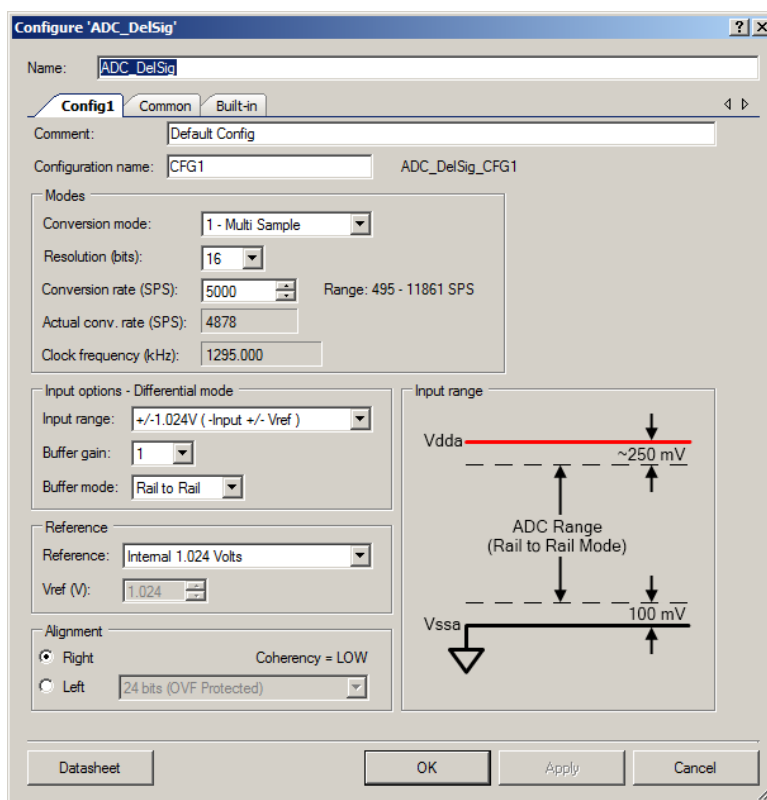 Configure 'ADC_DelSig'
Name: ADC_DelSig
Config1 Common Built-in
Comment: Default Config
Configuration name: CFG1 ADC_DelSig_CFG1
Modes
Conversion mode: 1 - Multi Sample
Resolution (bits): 16
Conversion rate (SPS): 5000 Range: 495 - 11861 SPS
Actual conv. rate (SPS): 4878
Clock frequency (kHz): 1295.000
Input options - Differential mode
Input range: +/-1.024V ( -Input +/- Vref )
Buffer gain: 1
Buffer mode: Rail to Rail
Reference
Reference: Internal 1.024 Volts
Vref (V): 1.024
Alignment
Right Coherency = LOW
Left 24 bits (OVF Protected)
Input range
Vdda
~250 mV
ADC Range
(Rail to Rail Mode)
100 mV
Vssa
Datasheet OK Apply Cancel